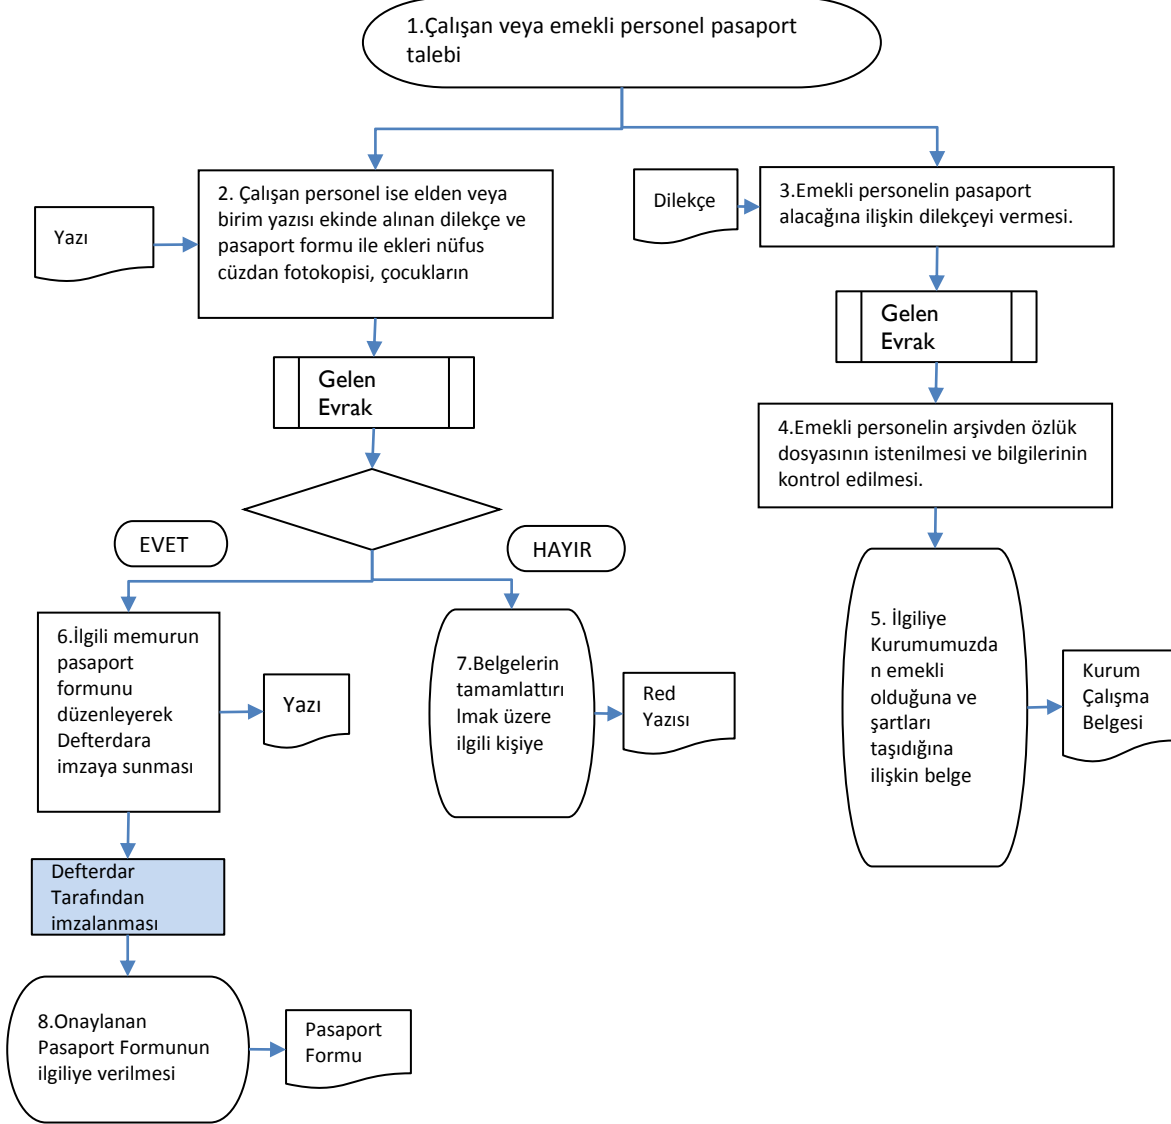 1.Çalışan veya emekli personel pasaport
talebi
Yazı
2. Çalışan personel ise elden veya
birim yazısı ekinde alınan dilekçe ve
pasaport formu ile ekleri nüfus
cüzdan fotokopisi, çocukların
Dilekçe
3.Emekli personelin pasaport
alacağına ilişkin dilekçeyi vermesi.
Gelen
Evrak
Gelen
Evrak
4.Emekli personelin arşivden özlük
dosyasının istenilmesi ve bilgilerinin
kontrol edilmesi.
EVET
HAYIR
6.İlgili memurun
pasaport
formunu
düzenleyerek
Defterdara
imzaya sunması
Yazı
7.Belgelerin
tamamlattırı
lmak üzere
ilgili kişiye
Red
Yazısı
5. İlgiliye
Kurumumuzda
n emekli
olduğuna ve
şartları
taşıdığına
ilişkin belge
Kurum
Çalışma
Belgesi
Defterdar
Tarafından
imzalanması
8.Onaylanan
Pasaport Formunun
ilgiliye verilmesi
Pasaport
Formu